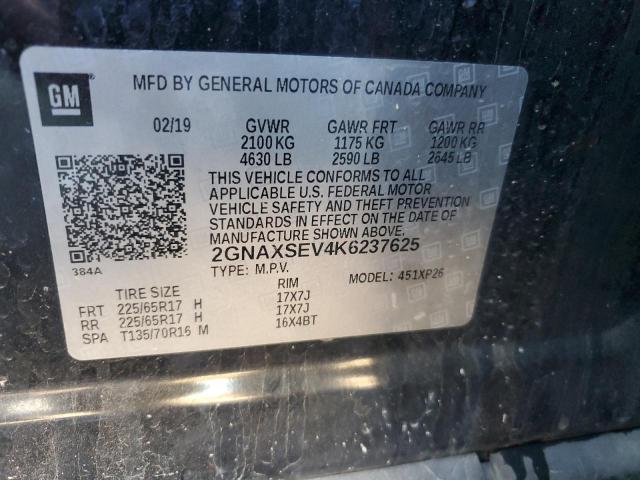 GM
MFD BY GENERAL MOTORS OF CANADA COMPANY
02/19 GVWR GAWR FRT GAWR RR
2100 KG 1175 KG 1200 KG
4630 LB 2590 LB 2645 LB
THIS VEHICLE CONFORMS TO ALL
APPLICABLE U.S. FEDERAL MOTOR
VEHICLE SAFETY AND THEFT PREVENTION
STANDARDS IN EFFECT ON THE DATE OF
MANUFACTURE SHOWN ABOVE.
2GNAXSEV4K6237625
384A
TYPE: M.P.V. MODEL: 451XP26
TIRE SIZE RIM
FRT 225/65R17 H 17X7J
RR 225/65R17 H 17X7J
SPA T135/70R16 M 16X4BT